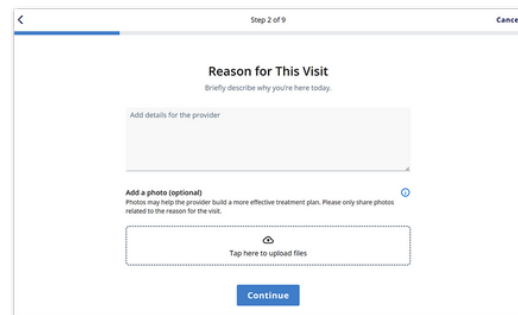 Step 2 of 9
Reason for This Visit
Briefly describe why you're here today.
Add details for the provider
Add a photo (optional)
Photos may help the provider build a more effective treatment plan. Please only share photos
related to the reason for the visit.
Tap here to upload files
Continue